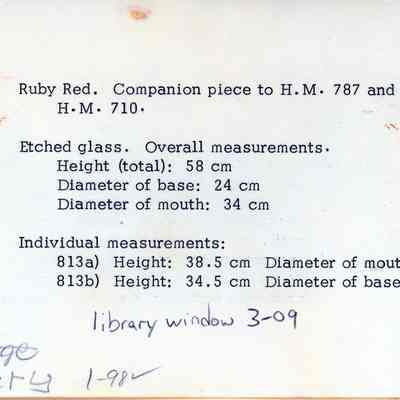 Ruby Red. Companion piece to H.M. 787 and
H.M. 710.
Etched glass. Overall measurements.
Height (total): 58 cm
Diameter of base: 24 cm
Diameter of mouth: 34 cm
Individual measurements:
813a) Height: 38.5 cm Diameter of mout
813b) Height: 34.5 cm Diameter of base
library window 3-09
1-98✓